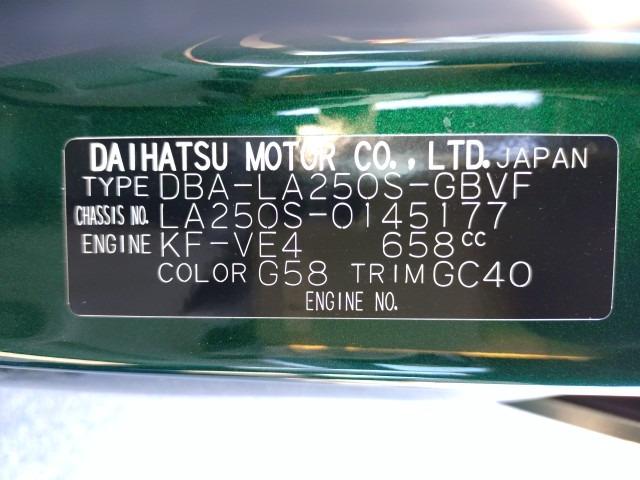 DAIHATSU MOTOR CO., LTD. JAPAN
TYPE DBA-LA250S-GBVF
CHASSIS NO. LA250S-0145177
ENGINE KF-VE4 658cc
COLOR G58 TRIM GC40
ENGINE NO.